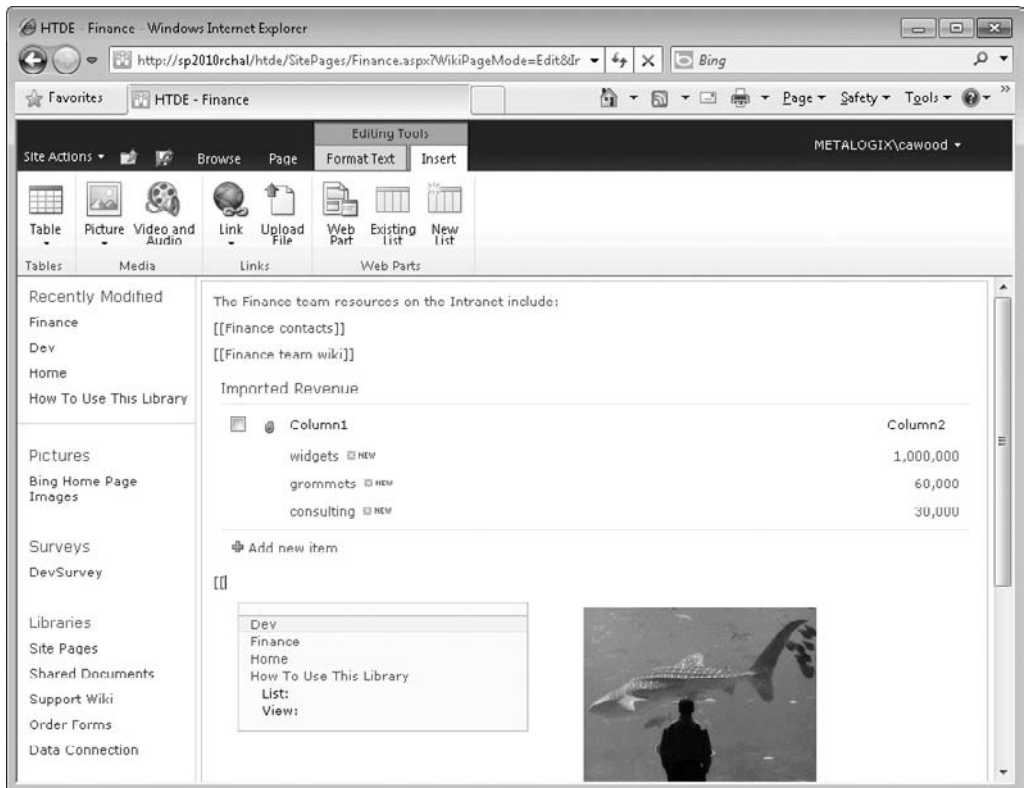 HTDE - Finance - Windows Internet Explorer
http://sp2010rchal/htde/SitePages/Finance.aspx?WikiPageMode=Edit&Ir
Bing
Favorites
HTDE - Finance
Page
Safety
Tools
Editing Tools
Site Actions
Browse
Page
Format Text
Insert
METALOGIX\cawood
Table
Picture
Video and Audio
Link
Upload File
Web Part
Existing List
New List
Tables
Media
Links
Web Parts
Recently Modified
Finance
Dev
Home
How To Use This Library
Pictures
Bing Home Page
Images
Surveys
DevSurvey
Libraries
Site Pages
Shared Documents
Support Wiki
Order Forms
Data Connection
The Finance team resources on the Intranet include:
[[Finance contacts]]
[[Finance team wiki]]
Imported Revenue
Column1 Column2
widgets NEW 1,000,000
grommets NEW 60,000
consulting NEW 30,000
Add new item
[[
Dev
Finance
Home
How To Use This Library
List:
View: